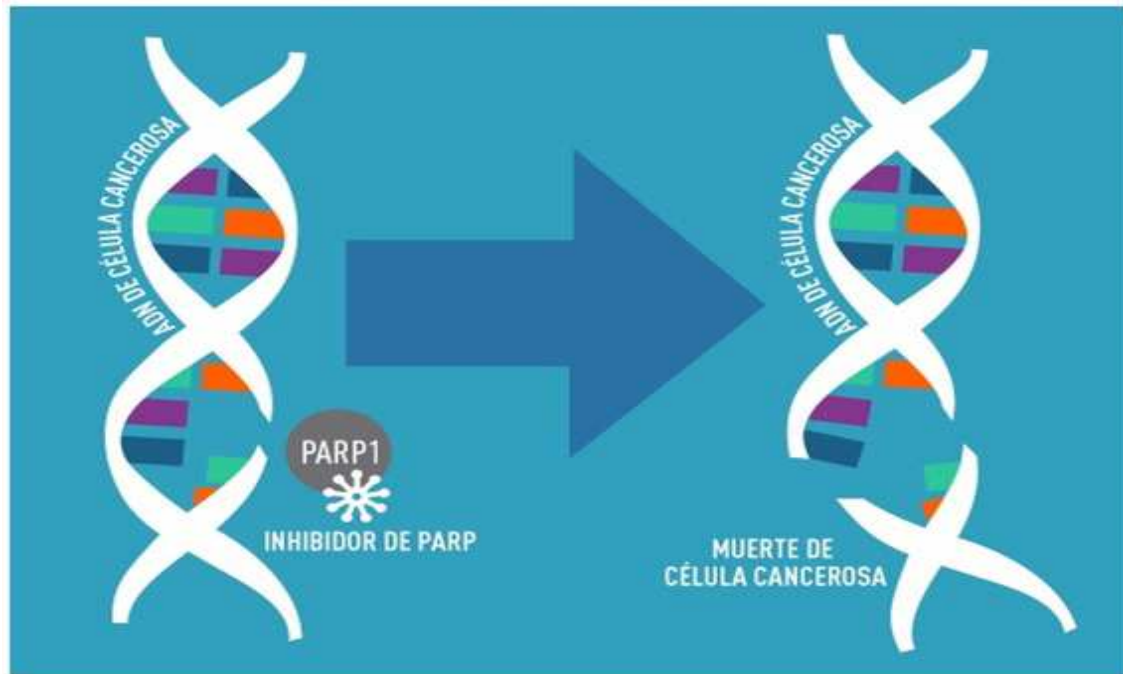 ADN DE CÉLULA CANCEROSA
PARP1
INHIBIDOR DE PARP
ADN DE CÉLULA CANCEROSA
MUERTE DE
CÉLULA CANCEROSA